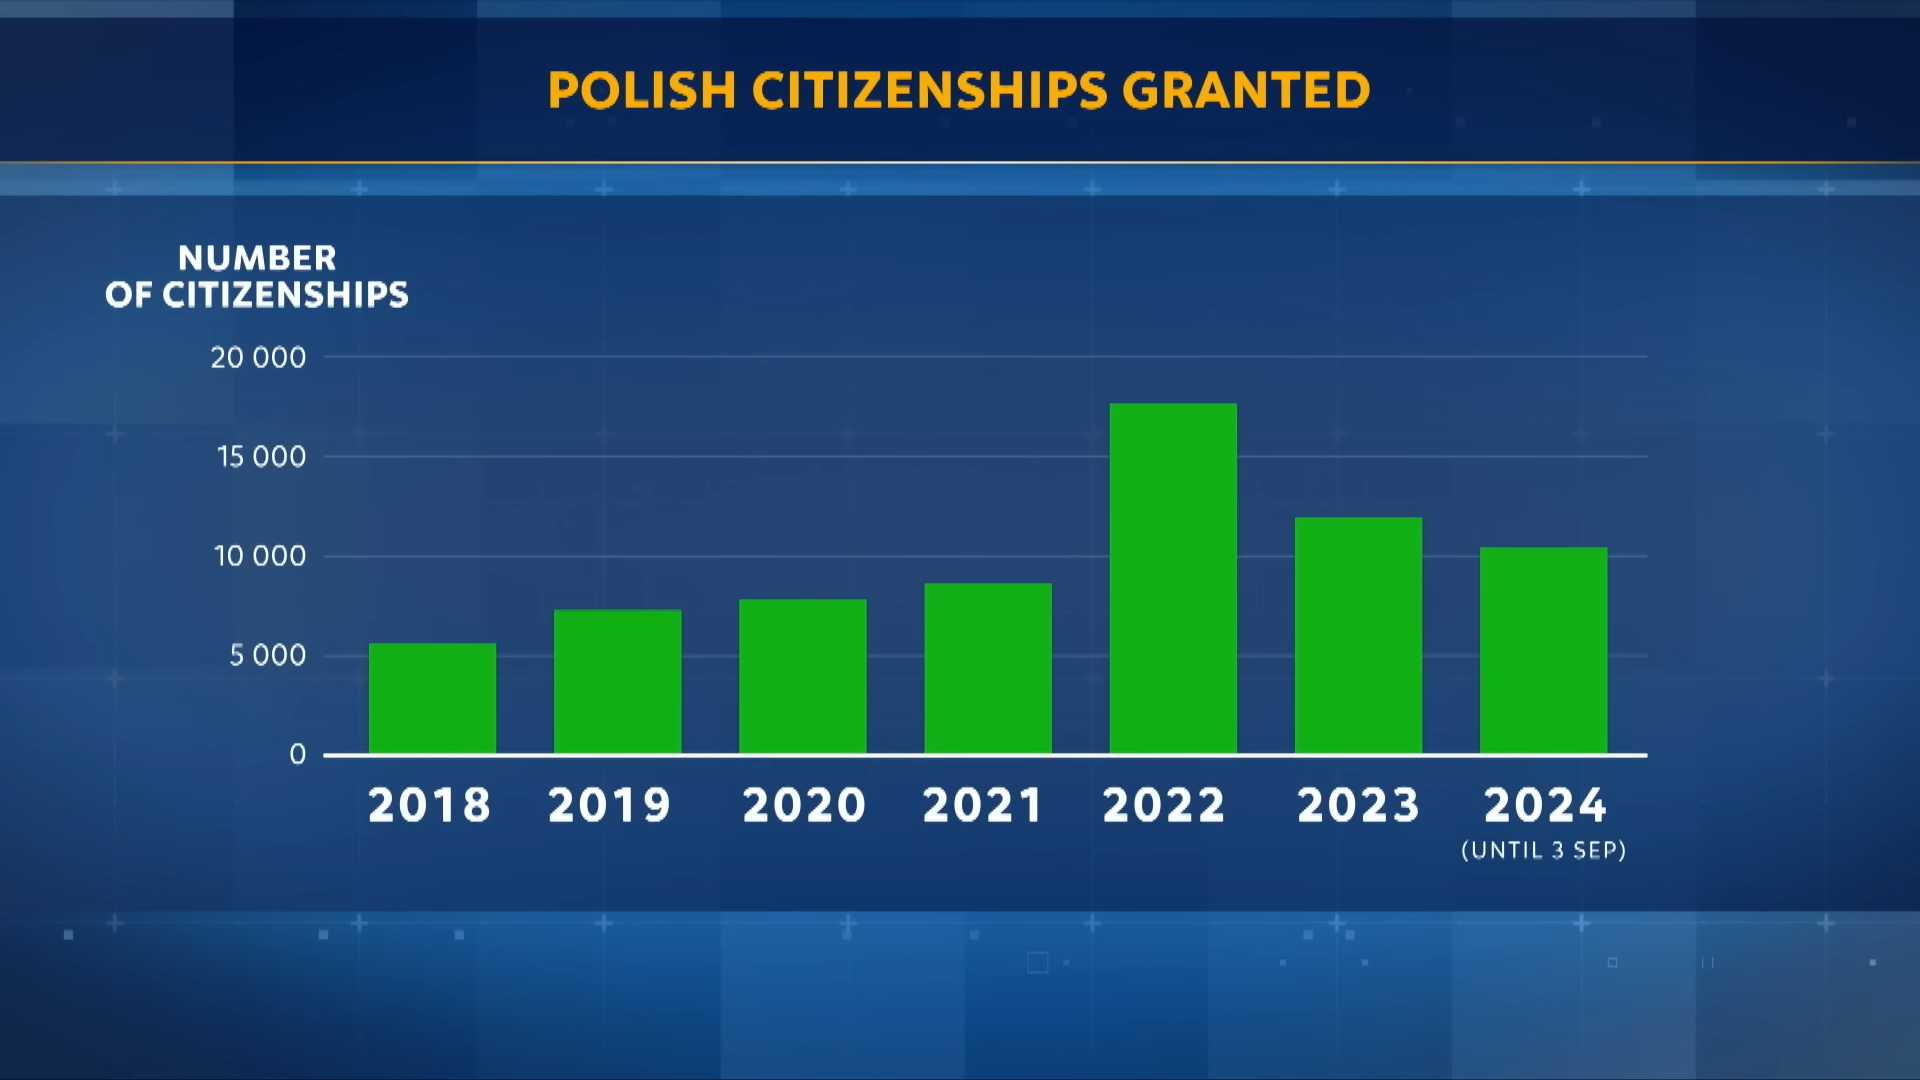 POLISH CITIZENSHIPS GRANTED
NUMBER
OF CITIZENSHIPS
20 000
15 000
10 000
5 000
0
2018 2019 2020 2021 2022 2023 2024
(UNTIL 3 SEP)